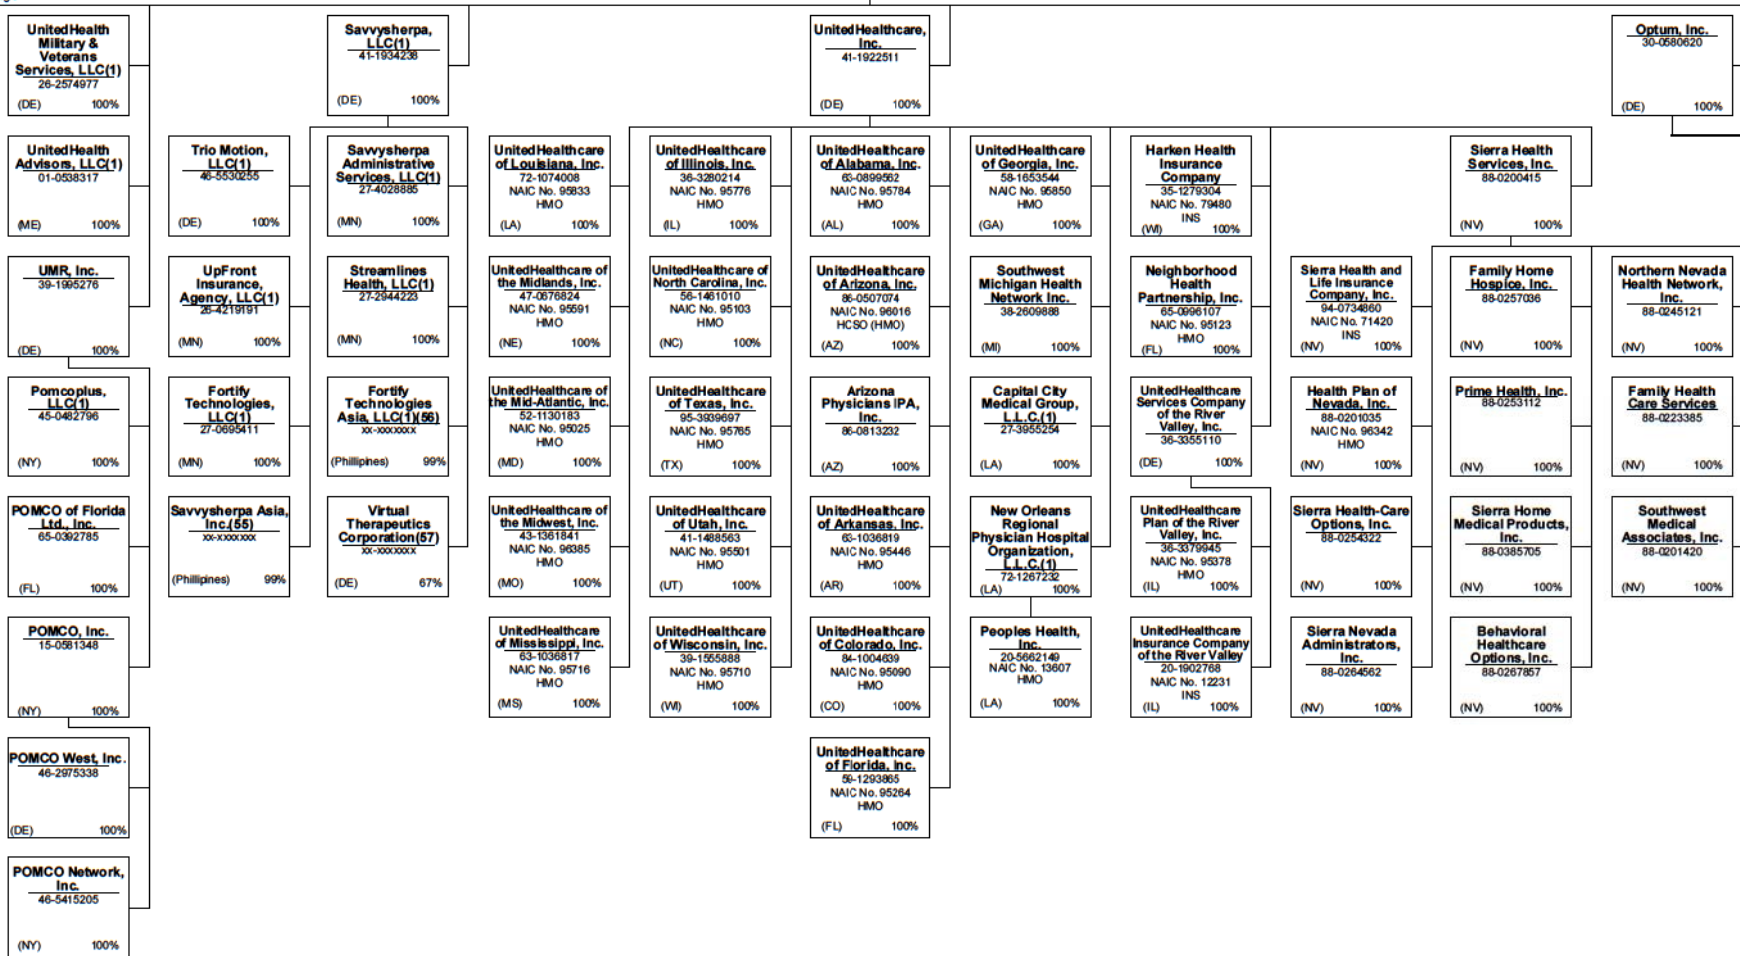 UnitedHealth
Military &
Veterans
Services, LLC(1)
26-2574977
(DE) 100%
Savvysherpa,
LLC(1)
41-1934238
(DE) 100%
UnitedHealthcare,
Inc.
41-1922511
(DE) 100%
Optum, Inc.
30-0580620
(DE) 100%
UnitedHealth
Advisors, LLC(1)
01-0538317
(ME) 100%
Trio Motion,
LLC(1)
46-5530255
(DE) 100%
Savvysherpa
Administrative
Services, LLC(1)
27-4028885
(MN) 100%
UnitedHealthcare
of Louisiana, Inc.
72-1074008
NAIC No. 95833
HMO
(LA) 100%
UnitedHealthcare
of Illinois, Inc.
36-3280214
NAIC No. 95776
HMO
(IL) 100%
UnitedHealthcare
of Alabama, Inc.
63-0899562
NAIC No. 95784
HMO
(AL) 100%
UnitedHealthcare
of Georgia, Inc.
58-1653544
NAIC No. 95850
HMO
(GA) 100%
Harken Health
Insurance
Company
35-1279304
NAIC No. 79480
INS
(WI) 100%
Sierra Health
Services, Inc.
88-0200415
(NV) 100%
UMR, Inc.
39-1995276
(DE) 100%
UpFront
Insurance,
Agency, LLC(1)
26-4219191
(MN) 100%
Streamlines
Health, LLC(1)
27-2944223
(MN) 100%
UnitedHealthcare of
the Midlands, Inc.
47-0676824
NAIC No. 95591
HMO
(NE) 100%
UnitedHealthcare of
North Carolina, Inc.
56-1461010
NAIC No. 95103
HMO
(NC) 100%
UnitedHealthcare
of Arizona, Inc.
86-0507074
NAIC No. 96016
HCSO (HMO)
(AZ) 100%
Southwest
Michigan Health
Network Inc.
38-2609888
(MI) 100%
Neighborhood
Health
Partnership, Inc.
65-0996107
NAIC No. 95123
HMO
(FL) 100%
Sierra Health and
Life Insurance
Company, Inc.
94-0734860
NAIC No. 71420
INS
(NV) 100%
Family Home
Hospice, Inc.
88-0257036
(NV) 100%
Northern Nevada
Health Network,
Inc.
88-0245121
(NV) 100%
Pomcoplus,
LLC(1)
45-0482796
(NY) 100%
Fortify
Technologies,
LLC(1)
27-0695411
(MN) 100%
Fortify
Technologies
Asia, LLC(1)(56)
xx-xxxxxxx
(Phillipines) 99%
UnitedHealthcare of
the Mid-Atlantic, Inc.
52-1130183
NAIC No. 95025
HMO
(MD) 100%
UnitedHealthcare
of Texas, Inc.
95-3939697
NAIC No. 95765
HMO
(TX) 100%
Arizona
Physicians IPA,
Inc.
86-0813232
(AZ) 100%
Capital City
Medical Group,
L.L.C.(1)
27-3955254
(LA) 100%
UnitedHealthcare
Services Company
of the River
Valley, Inc.
36-3355110
(DE) 100%
Health Plan of
Nevada, Inc.
88-0201035
NAIC No. 96342
HMO
(NV) 100%
Prime Health, Inc.
88-0253112
(NV) 100%
Family Health
Care Services
88-0223385
(NV) 100%
POMCO of Florida
Ltd., Inc.
65-0392785
(FL) 100%
Savvysherpa Asia,
Inc.(55)
xx-xxxxxxx
(Phillipines) 99%
Virtual
Therapeutics
Corporation(57)
xx-xxxxxxx
(DE) 67%
UnitedHealthcare of
the Midwest, Inc.
43-1361841
NAIC No. 96385
HMO
(MO) 100%
UnitedHealthcare
of Utah, Inc.
41-1488563
NAIC No. 95501
HMO
(UT) 100%
UnitedHealthcare
of Arkansas, Inc.
63-1036819
NAIC No. 95446
HMO
(AR) 100%
New Orleans
Regional
Physician Hospital
Organization,
L.L.C.(1)
72-1267232
(LA) 100%
UnitedHealthcare
Plan of the River
Valley, Inc.
36-3379945
NAIC No. 95378
HMO
(IL) 100%
Sierra Health-Care
Options, Inc.
88-0254322
(NV) 100%
Sierra Home
Medical Products,
Inc.
88-0385705
(NV) 100%
Southwest
Medical
Associates, Inc.
88-0201420
(NV) 100%
POMCO, Inc.
15-0581348
(NY) 100%
UnitedHealthcare
of Mississippi, Inc.
63-1036817
NAIC No. 95716
HMO
(MS) 100%
UnitedHealthcare
of Wisconsin, Inc.
39-1555888
NAIC No. 95710
HMO
(WI) 100%
UnitedHealthcare
of Colorado, Inc.
84-1004639
NAIC No. 95090
HMO
(CO) 100%
Peoples Health,
Inc.
20-5662149
NAIC No. 13607
HMO
(LA) 100%
UnitedHealthcare
Insurance Company
of the River Valley
20-1902768
NAIC No. 12231
INS
(IL) 100%
Sierra Nevada
Administrators,
Inc.
88-0264562
(NV) 100%
Behavioral
Healthcare
Options, Inc.
88-0267857
(NV) 100%
POMCO West, Inc.
46-2975338
(DE) 100%
UnitedHealthcare
of Florida, Inc.
59-1293865
NAIC No. 95264
HMO
(FL) 100%
POMCO Network,
Inc.
46-5415205
(NY) 100%